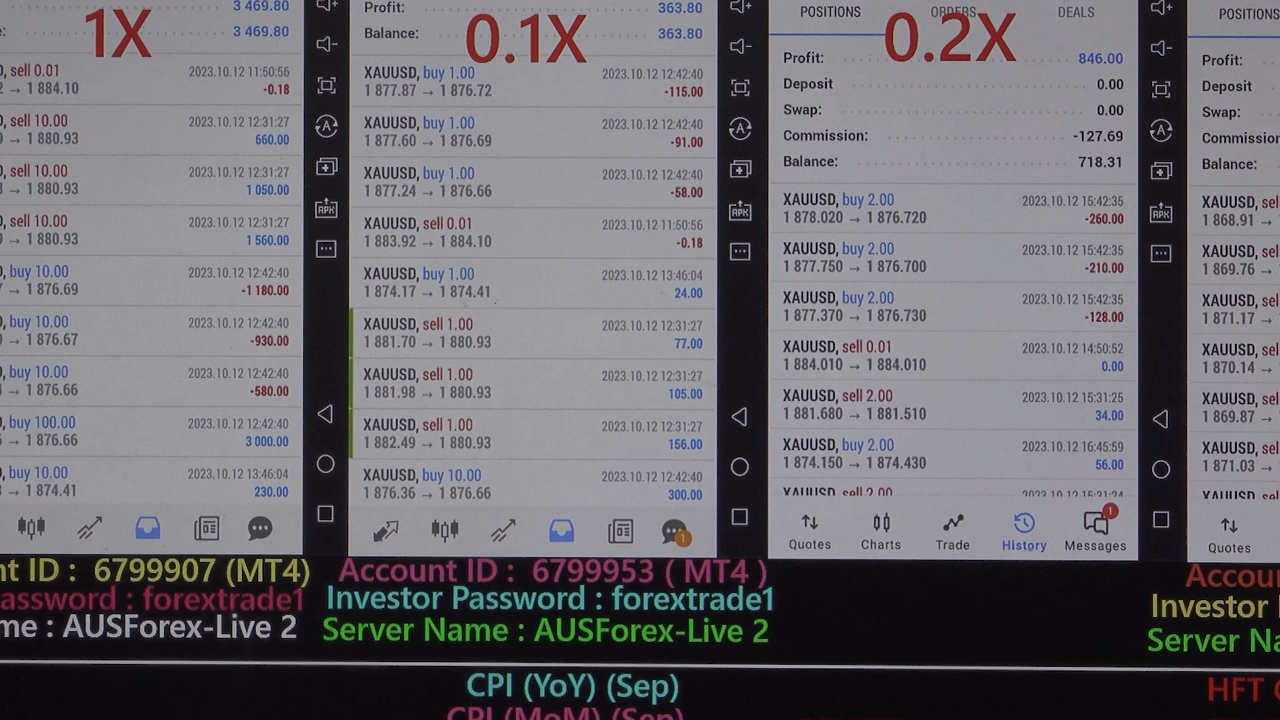 3 469.80
3 469.80
1X
sell 0.01
2023.10.12 11:50:56
→ 1 884.10
-0.18
sell 10.00
2023.10.12 12:31:27
→ 1 880.93
660.00
sell 10.00
2023.10.12 12:31:27
→ 1 880.93
1 050.00
sell 10.00
2023.10.12 12:31:27
→ 1 880.93
1 560.00
buy 10.00
2023.10.12 12:42:40
→ 1 876.69
-1 180.00
buy 10.00
2023.10.12 12:42:40
→ 1 876.67
-930.00
buy 10.00
2023.10.12 12:42:40
→ 1 876.66
-580.00
buy 100.00
2023.10.12 12:42:40
→ 1 876.66
3 000.00
buy 10.00
2023.10.12 13:46:04
→ 1 874.41
230.00
Profit: 363.80
Balance: 363.80
0.1X
XAUUSD, buy 1.00
2023.10.12 12:42:40
1 877.87 → 1 876.72
-115.00
XAUUSD, buy 1.00
2023.10.12 12:42:40
1 877.60 → 1 876.69
-91.00
XAUUSD, buy 1.00
2023.10.12 12:42:40
1 877.24 → 1 876.66
-58.00
XAUUSD, sell 0.01
2023.10.12 11:50:56
1 883.92 → 1 884.10
-0.18
XAUUSD, buy 1.00
2023.10.12 13:46:04
1 874.17 → 1 874.41
24.00
XAUUSD, sell 1.00
2023.10.12 12:31:27
1 881.70 → 1 880.93
77.00
XAUUSD, sell 1.00
2023.10.12 12:31:27
1 881.98 → 1 880.93
105.00
XAUUSD, sell 1.00
2023.10.12 12:31:27
1 882.49 → 1 880.93
156.00
XAUUSD, buy 10.00
2023.10.12 12:42:40
1 876.36 → 1 876.66
300.00
1
POSITIONS ORDERS DEALS
0.2X
Profit: 846.00
Deposit 0.00
Swap: 0.00
Commission: -127.69
Balance: 718.31
XAUUSD, buy 2.00
2023.10.12 15:42:35
1 878.020 → 1 876.720
-260.00
XAUUSD, buy 2.00
2023.10.12 15:42:35
1 877.750 → 1 876.700
-210.00
XAUUSD, buy 2.00
2023.10.12 15:42:35
1 877.370 → 1 876.730
-128.00
XAUUSD, sell 0.01
2023.10.12 14:50:52
1 884.010 → 1 884.010
0.00
XAUUSD, sell 2.00
2023.10.12 15:31:25
1 881.680 → 1 881.510
34.00
XAUUSD, buy 2.00
2023.10.12 16:45:59
1 874.150 → 1 874.430
56.00
XAUUSD, sell 2.00
2023.10.12 15:31:24
Quotes Charts Trade History Messages
1
POSITIONS
Profit:
Deposit
Swap:
Commission
Balance:
XAUUSD, sel
1 868.91 →
XAUUSD, sel
1 869.76 →
XAUUSD, sel
1 871.17 →
XAUUSD, sel
1 870.14 →
XAUUSD, sel
1 869.87 →
XAUUSD, sel
1 871.03 →
Quotes
nt ID : 6799907 (MT4)
assword : forextrade1
me : AUSForex-Live 2
Account ID : 6799953 ( MT4 )
Investor Password : forextrade1
Server Name : AUSForex-Live 2
Accou
Investor
Server Na
CPI (YoY) (Sep)
CPI (MoM) (Sep)
HFT